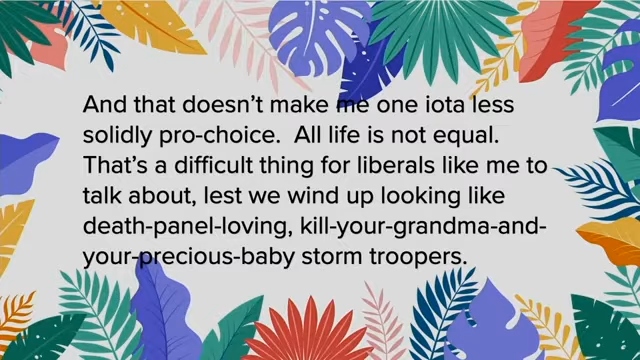 And that doesn’t make me one iota less
solidly pro-choice.  All life is not equal.
That’s a difficult thing for liberals like me to
talk about, lest we wind up looking like
death-panel-loving, kill-your-grandma-and-
your-precious-baby storm troopers.